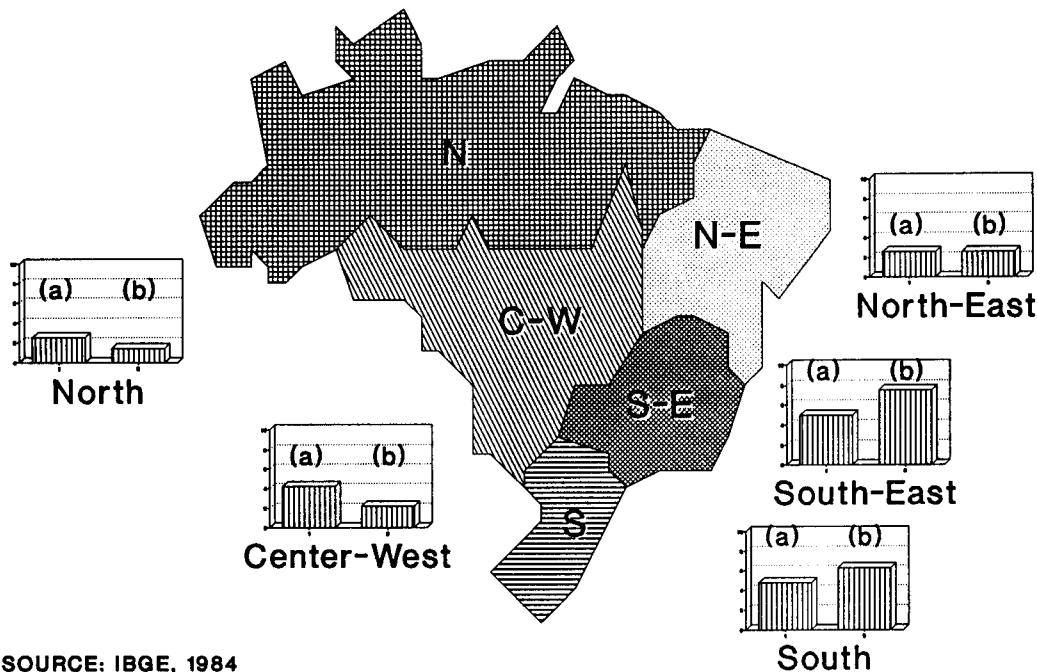 N
N-E
(a) (b)
North-East
(a) (b)
North
C-W
S-E
(a) (b)
South-East
(a) (b)
Center-West
S
(a) (b)
South
SOURCE: IBGE, 1984